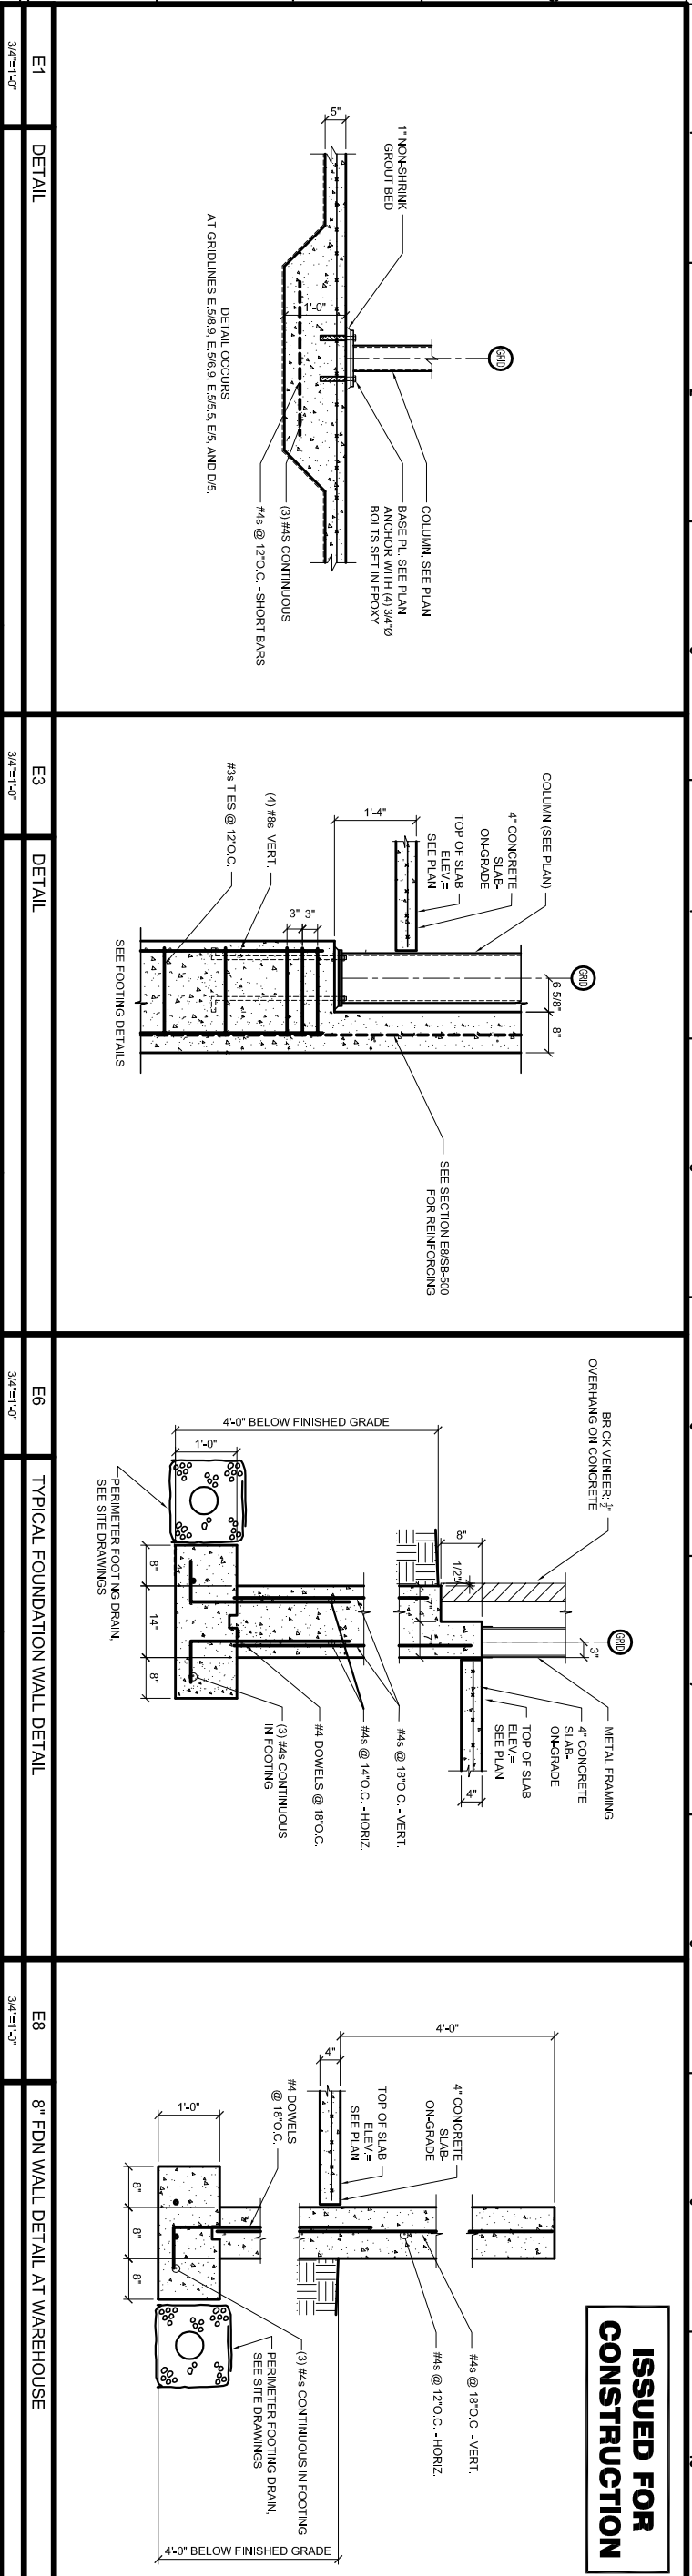 ISSUED FOR
CONSTRUCTION
GRID
5"
1" NON-SHRINK
GROUT BED
1'-0"
COLUMN, SEE PLAN
BASE PL. SEE PLAN
ANCHOR WITH (4) 3/4"Ø
BOLTS SET IN EPOXY
(3) #4S CONTINUOUS
#4s @ 12"O.C. - SHORT BARS
DETAIL OCCURS
AT GRIDLINES E.5/8.9, E.5/6.9, E.5/5.5, E/5, AND D/5.
E1
DETAIL
3/4"=1'-0"
GRID
6 5/8"
8"
COLUMN (SEE PLAN)
4" CONCRETE
SLAB-
ON-GRADE
TOP OF SLAB
ELEV.=
SEE PLAN
1'-4"
3"
3"
(4) #8s VERT.
#3s TIES @ 12"O.C.
SEE SECTION E8/SB-500
FOR REINFORCING
SEE FOOTING DETAILS
E3
DETAIL
3/4"=1'-0"
BRICK VENEER; ½"
OVERHANG ON CONCRETE
GRID
3"
METAL FRAMING
4" CONCRETE
SLAB-
ON-GRADE
TOP OF SLAB
ELEV.=
SEE PLAN
4"
8"
1/2"
7"
7"
4'-0" BELOW FINISHED GRADE
1'-0"
#4s @ 18"O.C. - VERT.
#4s @ 14"O.C. - HORIZ.
#4 DOWELS @ 18"O.C.
(3) #4s CONTINUOUS
IN FOOTING
8"
14"
8"
PERIMETER FOOTING DRAIN,
SEE SITE DRAWINGS
E6
TYPICAL FOUNDATION WALL DETAIL
3/4"=1'-0"
4'-0"
4" CONCRETE
SLAB-
ON-GRADE
TOP OF SLAB
ELEV.=
SEE PLAN
4"
#4 DOWELS
@ 18"O.C.
1'-0"
8"
8"
8"
#4s @ 18"O.C. - VERT.
#4s @ 12"O.C. - HORIZ.
(3) #4s CONTINUOUS IN FOOTING
PERIMETER FOOTING DRAIN,
SEE SITE DRAWINGS
4'-0" BELOW FINISHED GRADE
E8
8" FDN WALL DETAIL AT WAREHOUSE
3/4"=1'-0"